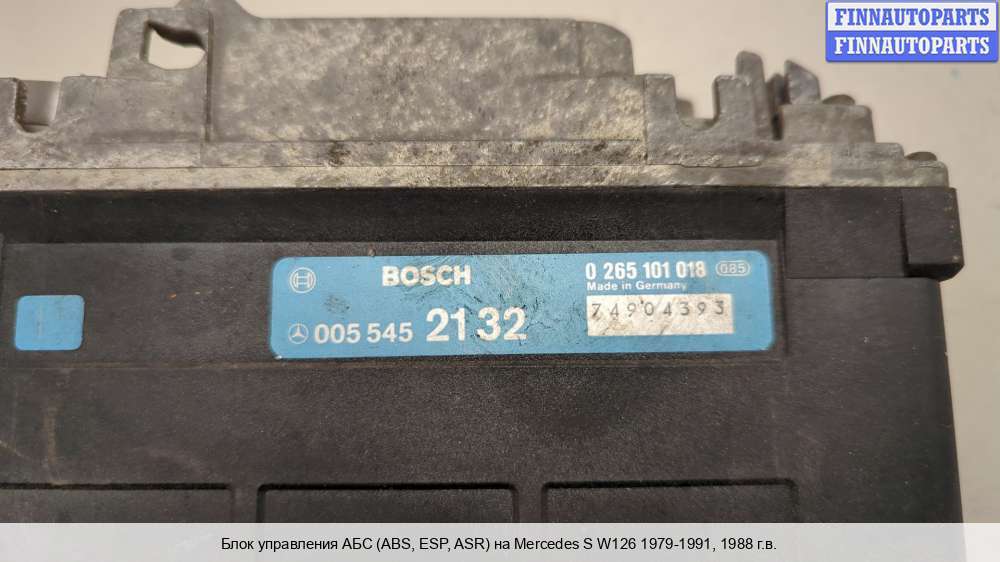 FINNAUTOPARTS
FINNAUTOPARTS
BOSCH
0 265 101 018 085
Made in Germany
74904393
005 545 2132
Блок управления АБС (ABS, ESP, ASR) на Mercedes S W126 1979-1991, 1988 г.в.